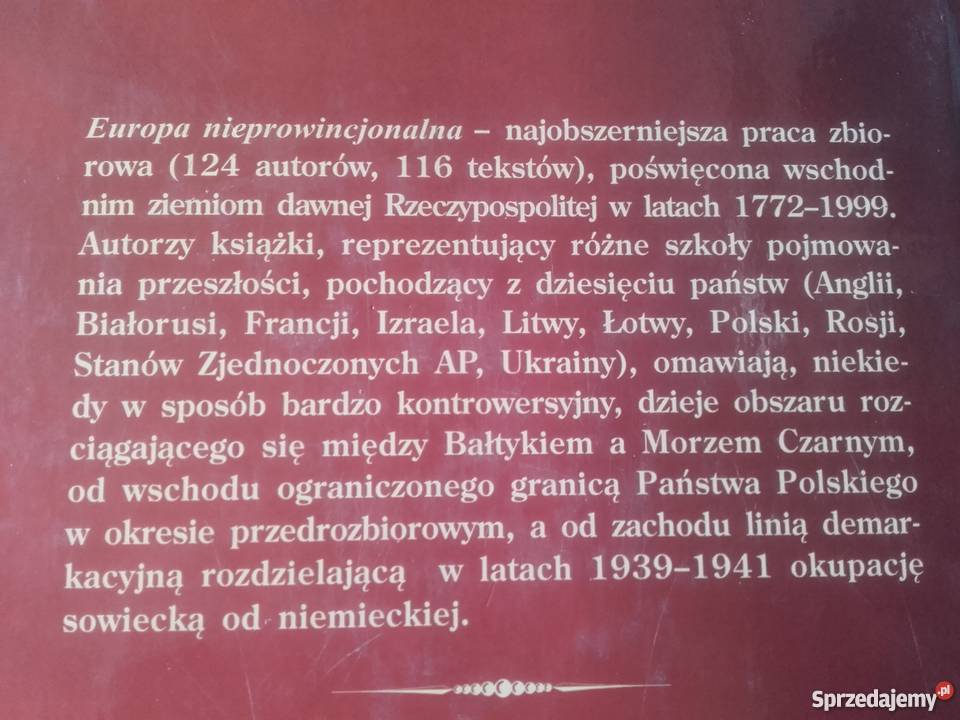 Europa nieprowincjonalna – najobszerniejsza praca zbio-
rowa (124 autorów, 116 tekstów), poświęcona wschod-
nim ziemiom dawnej Rzeczypospolitej w latach 1772–1999.
Autorzy książki, reprezentujący różne szkoły pojmowa-
nia przeszłości, pochodzący z dziesięciu państw (Anglii,
Białorusi, Francji, Izraela, Litwy, Łotwy, Polski, Rosji,
Stanów Zjednoczonych AP, Ukrainy), omawiają, niekie-
dy w sposób bardzo kontrowersyjny, dzieje obszaru roz-
ciągającego się między Bałtykiem a Morzem Czarnym,
od wschodu ograniczonego granicą Państwa Polskiego
w okresie przedrozbiorowym, a od zachodu linią demar-
kacyjną rozdzielającą w latach 1939–1941 okupację
sowiecką od niemieckiej.
Sprzedajemy.pl